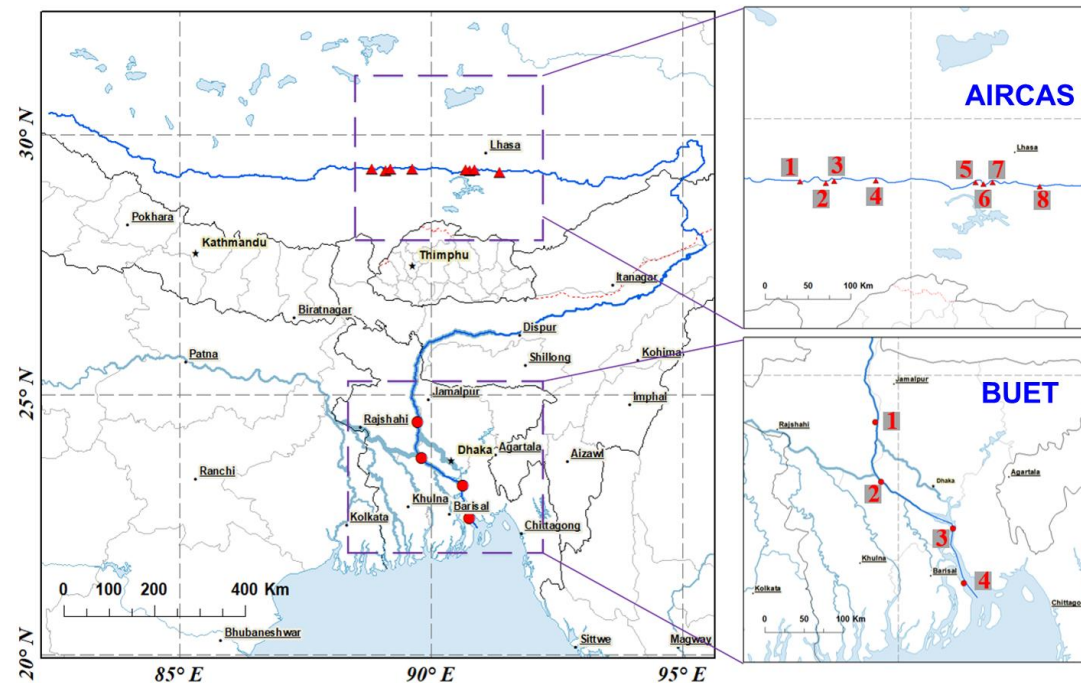 30° N
25° N
20° N
85° E
90° E
95° E
Lhasa
Pokhara
Kathmandu
Thimphu
Itanagar
Biratnagar
Dispur
Patna
Shillong
Kohima
Jamalpur
Imphal
Rajshahi
Dhaka
Agartala
Aizawl
Ranchi
Khulna
Barisal
Kolkata
Chittagong
0 100 200 400 Km
Bhubaneshwar
Sittwe
Magway
AIRCAS
Lhasa
1
2
3
4
5
6
7
8
0 50 100 Km
BUET
Jamalpur
Rajshahi
1
Agartala
Dhaka
2
3
Khulna
Barisal
4
Kolkata
Chittago
0 50 100 Km